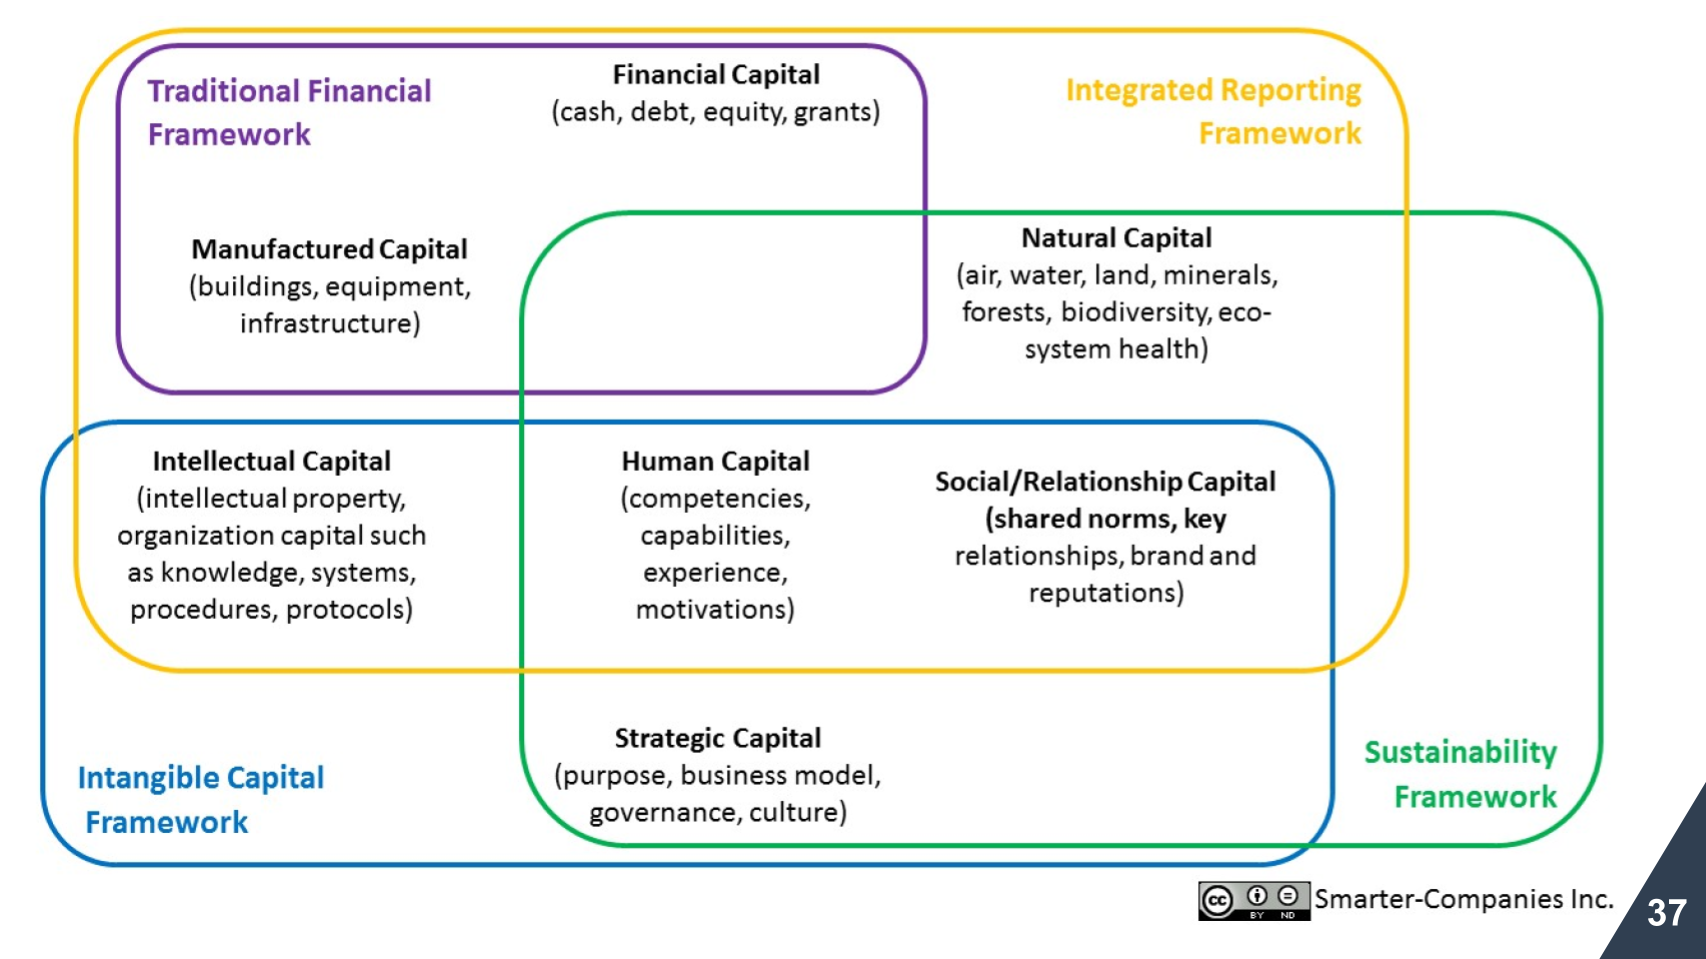 Traditional Financial
Framework
Financial Capital
(cash, debt, equity, grants)
Integrated Reporting
Framework
Manufactured Capital
(buildings, equipment,
infrastructure)
Natural Capital
(air, water, land, minerals,
forests, biodiversity, eco-
system health)
Intellectual Capital
(intellectual property,
organization capital such
as knowledge, systems,
procedures, protocols)
Human Capital
(competencies,
capabilities,
experience,
motivations)
Social/Relationship Capital
(shared norms, key
relationships, brand and
reputations)
Strategic Capital
(purpose, business model,
governance, culture)
Intangible Capital
Framework
Sustainability
Framework
cc BY ND
Smarter-Companies Inc.
37